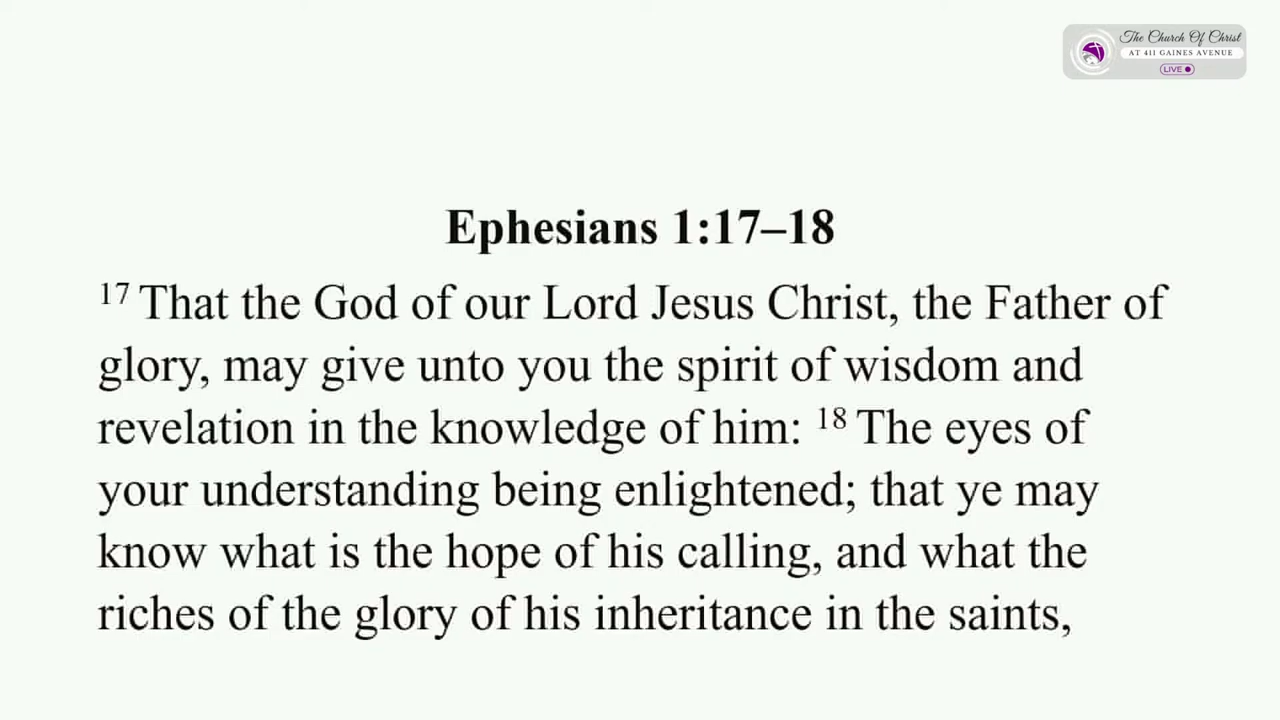 The Church Of Christ
AT 411 GAINES AVENUE
LIVE
Ephesians 1:17–18
17 That the God of our Lord Jesus Christ, the Father of
glory, may give unto you the spirit of wisdom and
revelation in the knowledge of him: 18 The eyes of
your understanding being enlightened; that ye may
know what is the hope of his calling, and what the
riches of the glory of his inheritance in the saints,